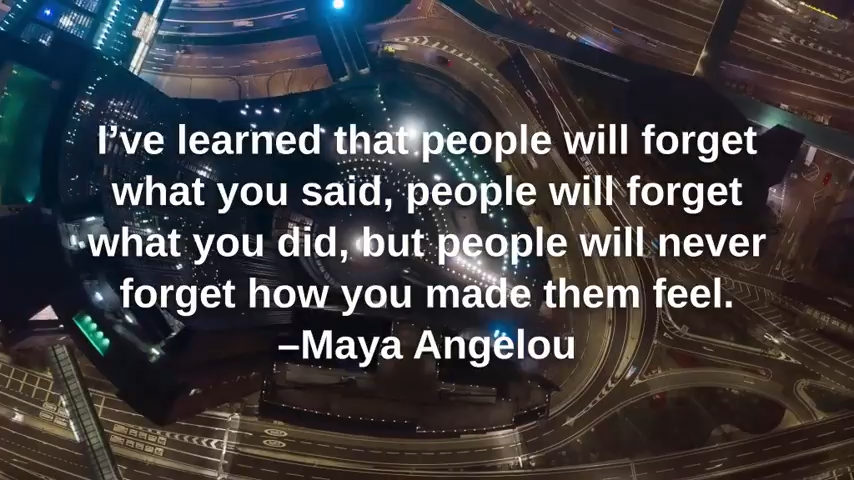 I’ve learned that people will forget
what you said, people will forget
what you did, but people will never
forget how you made them feel.
–Maya Angelou